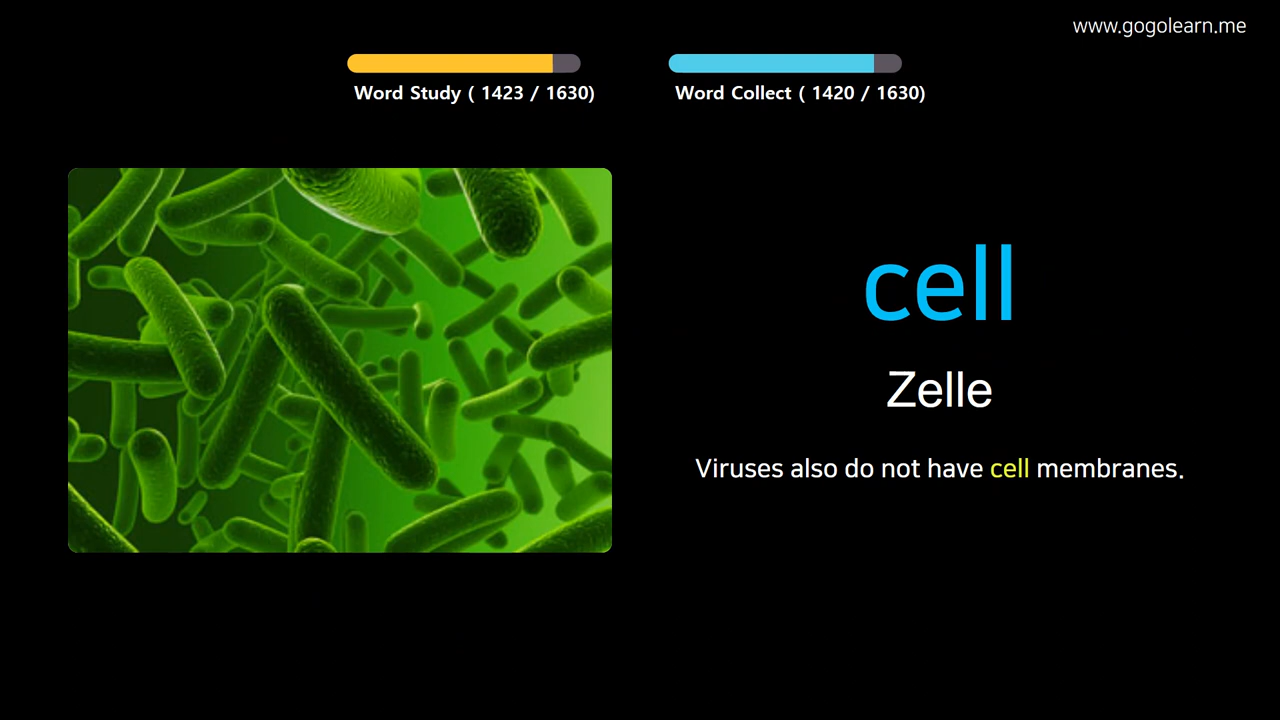 www.gogolearn.me
Word Study ( 1423 / 1630)
Word Collect ( 1420 / 1630)
cell
Zelle
Viruses also do not have cell membranes.